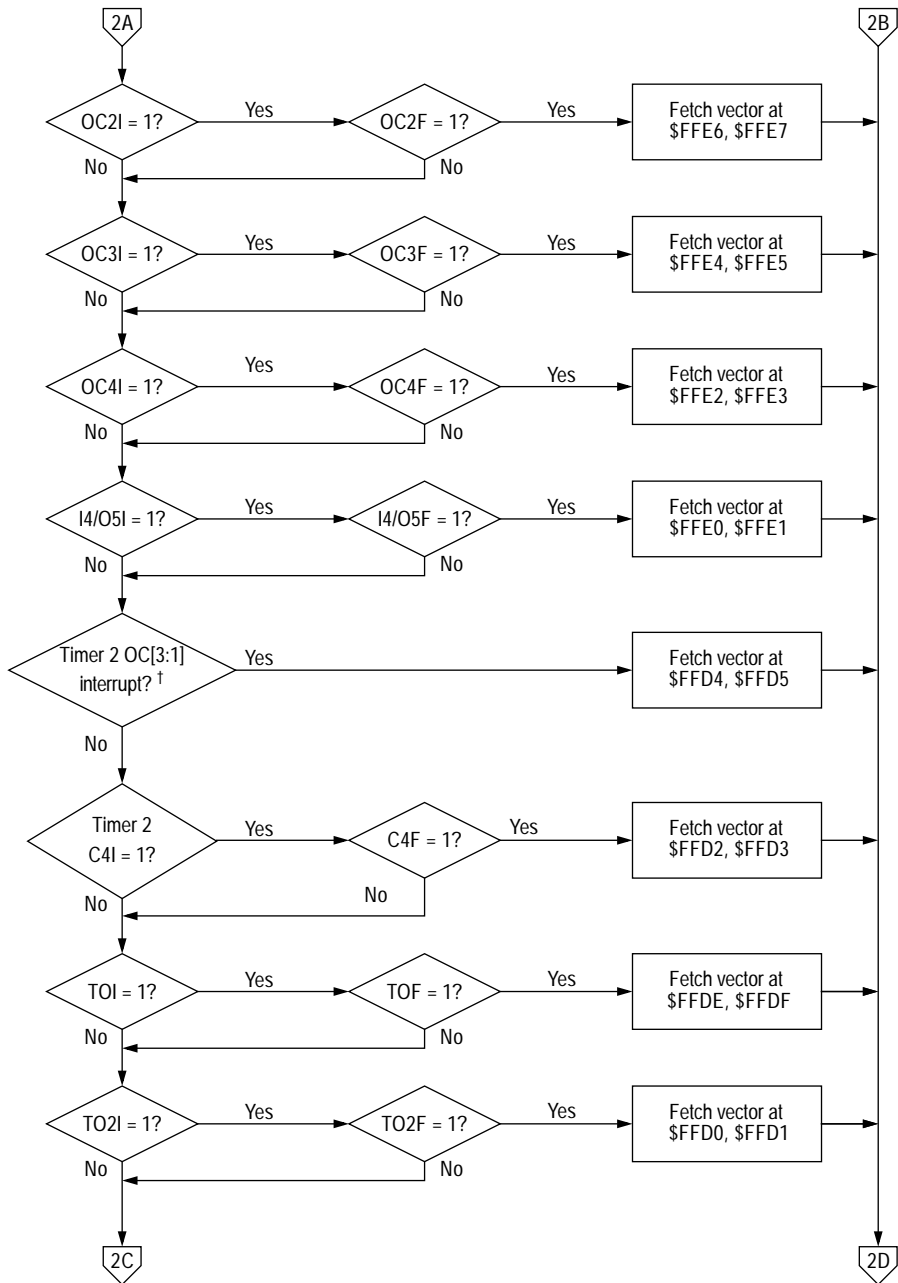 2A
2B
OC2I = 1?
Yes
OC2F = 1?
Yes
Fetch vector at
$FFE6, $FFE7
No
No
OC3I = 1?
Yes
OC3F = 1?
Yes
Fetch vector at
$FFE4, $FFE5
No
No
OC4I = 1?
Yes
OC4F = 1?
Yes
Fetch vector at
$FFE2, $FFE3
No
No
I4/O5I = 1?
Yes
I4/O5F = 1?
Yes
Fetch vector at
$FFE0, $FFE1
No
No
Timer 2 OC[3:1]
interrupt? †
Yes
Fetch vector at
$FFD4, $FFD5
No
Timer 2
C4I = 1?
Yes
C4F = 1?
Yes
Fetch vector at
$FFD2, $FFD3
No
No
TOI = 1?
Yes
TOF = 1?
Yes
Fetch vector at
$FFDE, $FFDF
No
No
TO2I = 1?
Yes
TO2F = 1?
Yes
Fetch vector at
$FFD0, $FFD1
No
No
2C
2D